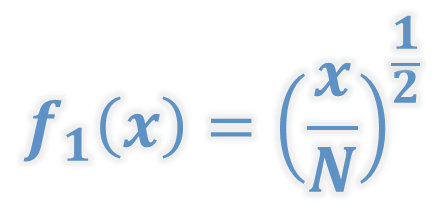 f₁(x) = (x/N)^(1/2)